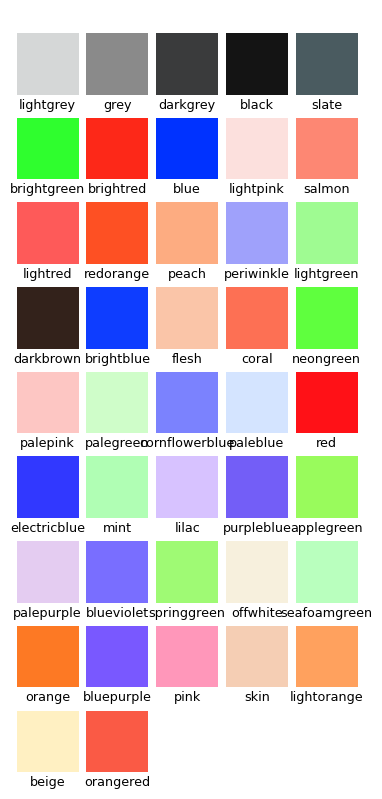 lightgrey grey darkgrey black slate
brightgreen brightred blue lightpink salmon
lightred redorange peach periwinkle lightgreen
darkbrown brightblue flesh coral neongreen
palepink palegreen cornflowerblue paleblue red
electricblue mint lilac purpleblue applegreen
palepurple blueviolet springgreen offwhite seafoamgreen
orange bluepurple pink skin lightorange
beige orangered